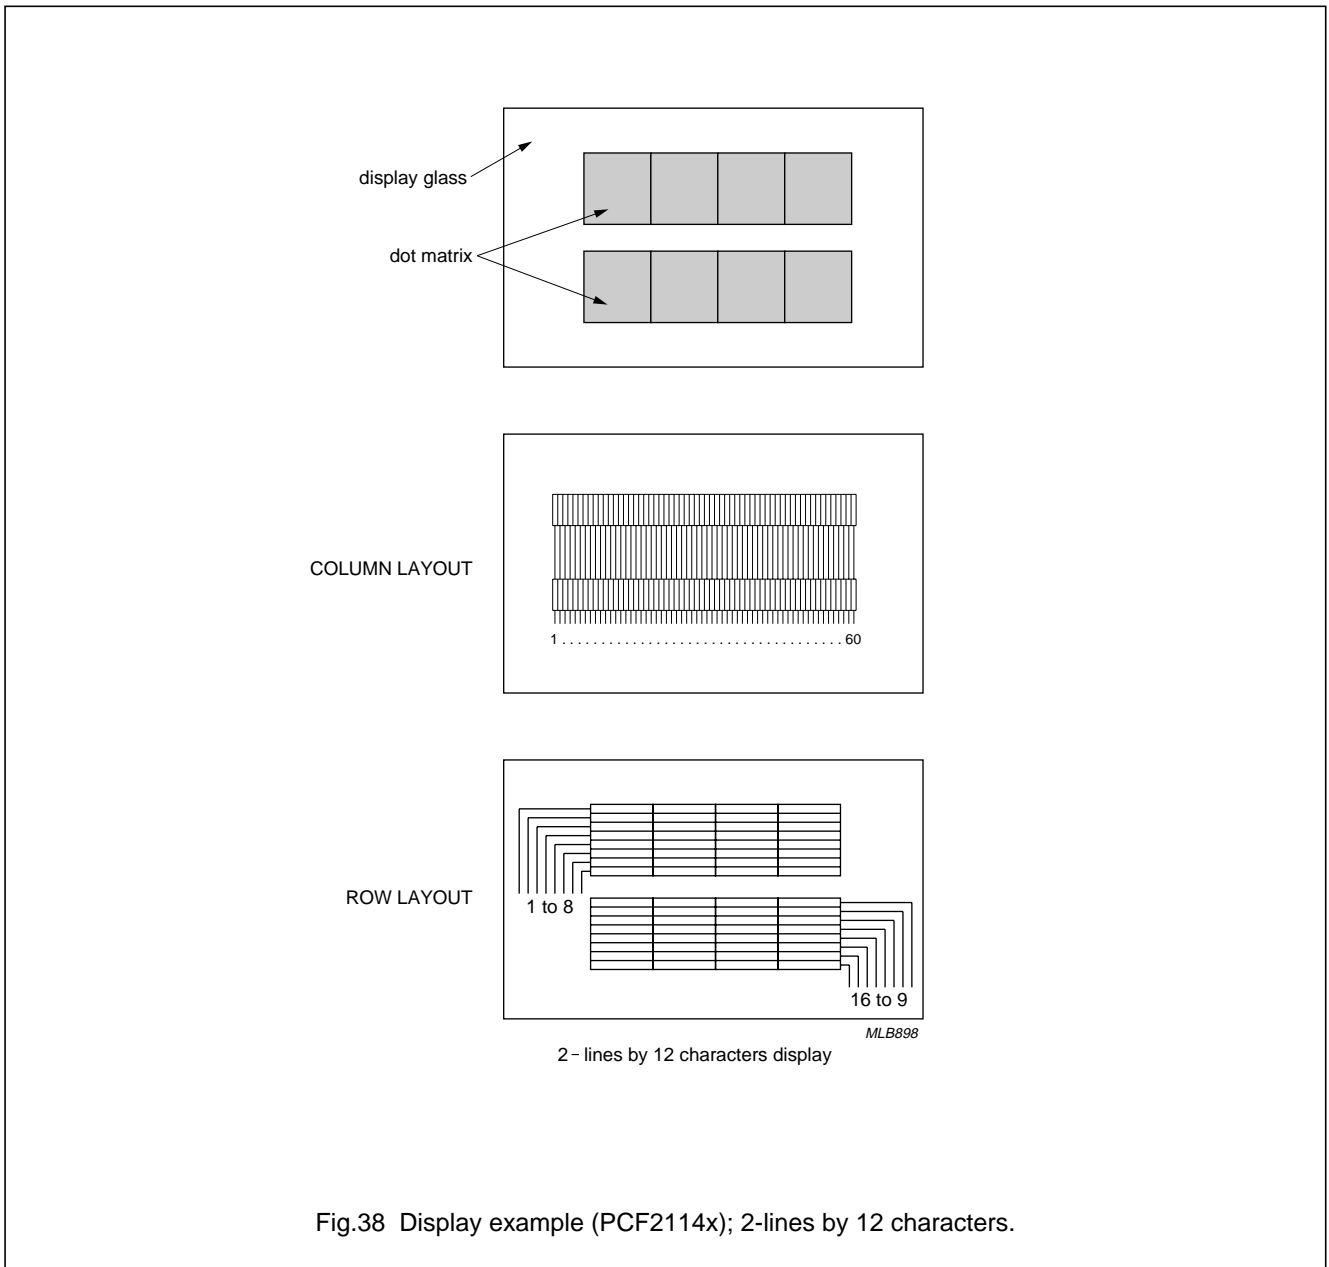 display glass
dot matrix
COLUMN LAYOUT
1 . . . . . . . . . . . . . . . . . . . . . . . . . . . . . . . . . . . . 60
ROW LAYOUT
1 to 8
16 to 9
MLB898
2 – lines by 12 characters display
Fig.38 Display example (PCF2114x); 2-lines by 12 characters.